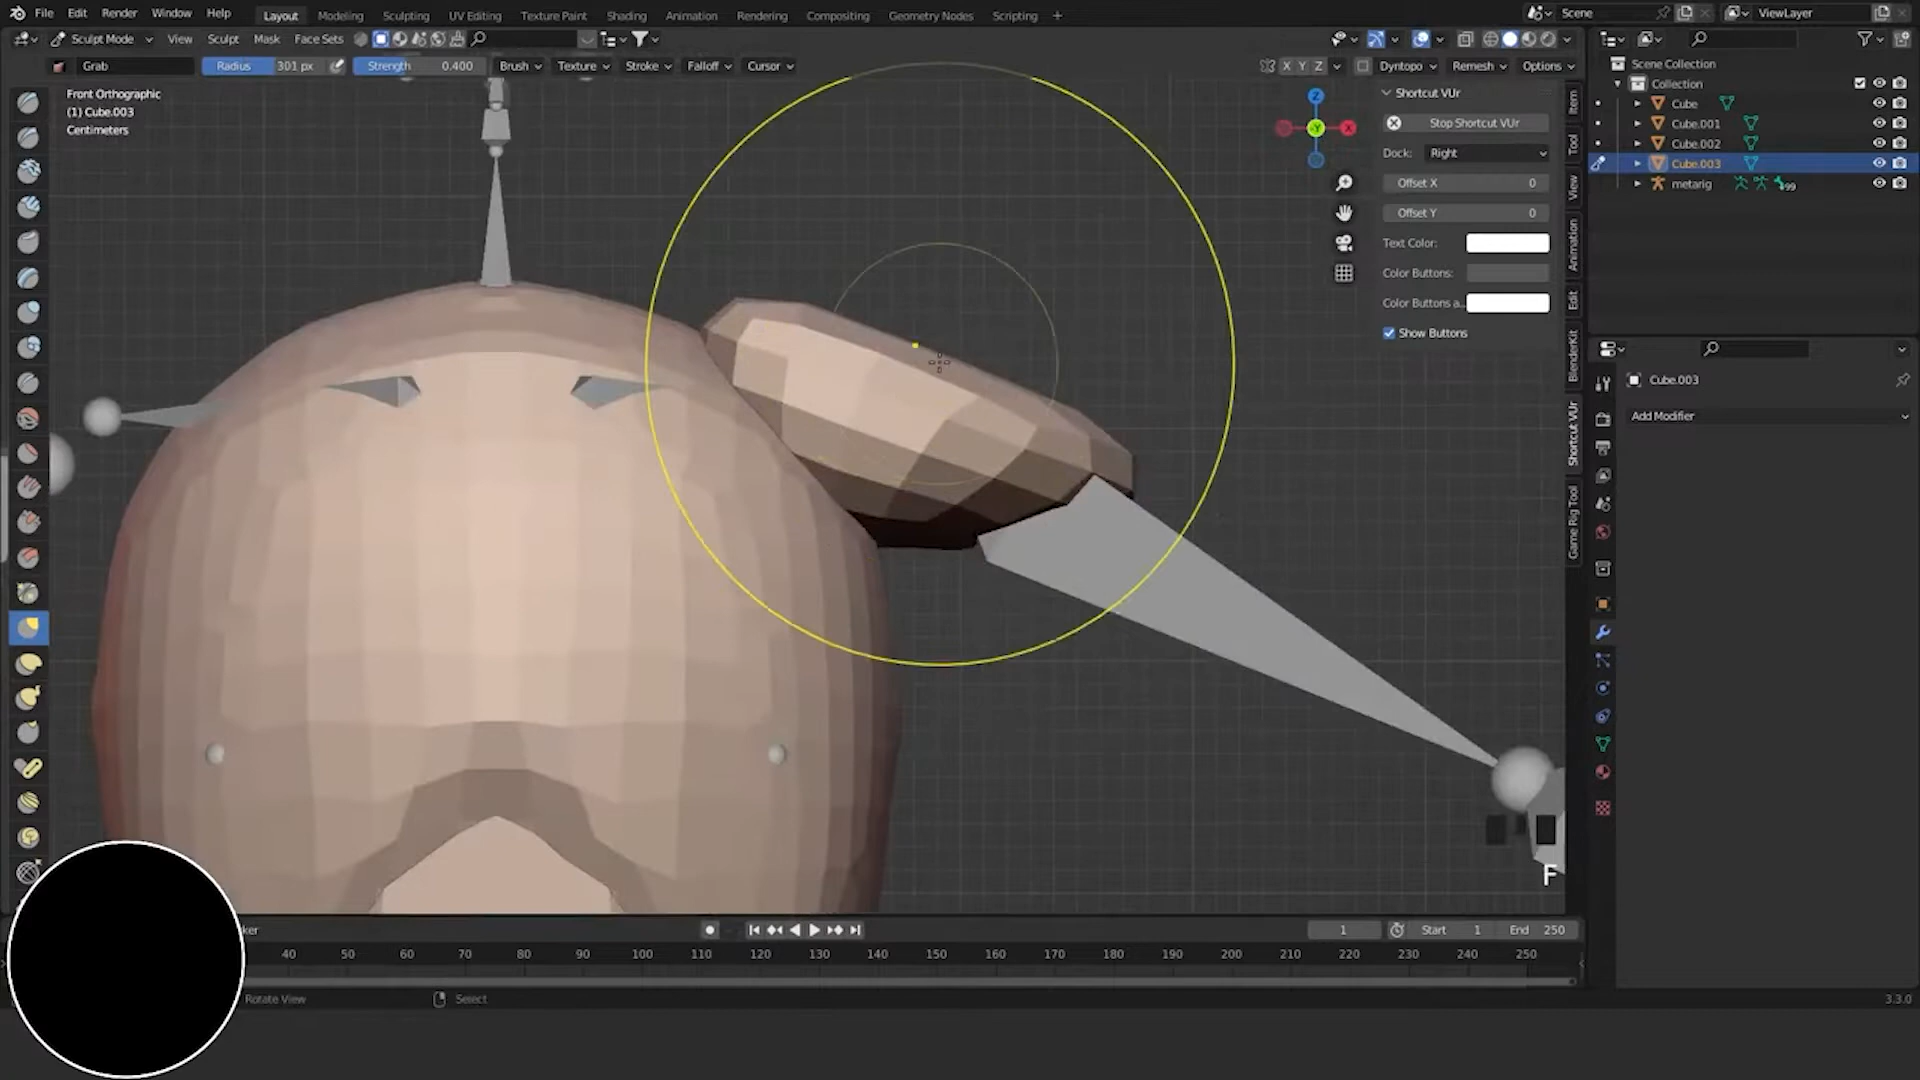 File Edit Render Window Help Layout Modeling Sculpting UV Editing Texture Paint Shading Animation Rendering Compositing Geometry Nodes Scripting + Scene ViewLayer
Sculpt Mode View Sculpt Mask Face Sets
Grab Radius 301 px Strength 0.400 Brush Texture Stroke Falloff Cursor X Y Z Dyntopo Remesh Options
Front Orthographic
(1) Cube.003
Centimeters
Z
X
-Y
Shortcut VUr
Stop Shortcut VUr
Dock: Right
Offset X 0
Offset Y 0
Text Color:
Color Buttons:
Color Buttons a..
Show Buttons
Item
Tool
View
Animation
Edit
BlenderKit
Shortcut VUr
Game Rig Tool
Scene Collection
Collection
Cube
Cube.001
Cube.002
Cube.003
metarig 99
Cube.003
Add Modifier
F
ker 1 Start 1 End 250
40 50 60 70 80 90 100 110 120 130 140 150 160 170 180 190 200 210 220 230 240 250
Rotate View Select 3.3.0